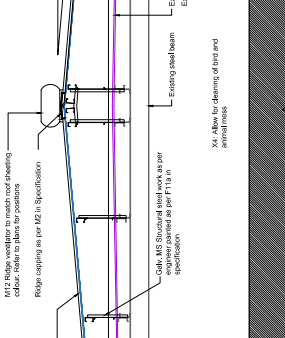 M12 Ridge ventilator to match roof sheeting
colour. Refer to plans for positions
Ridge capping as per M2 in Specification
Galv. MS Structural steel work as per
engineer painted as per F11a in
specification
Existing steel beam
X4: Allow for cleaning of bird and
animal mess